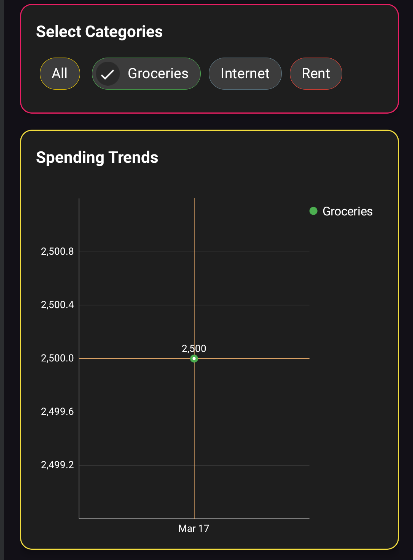 Select Categories
All Groceries Internet Rent
Spending Trends
Groceries
2,500.8
2,500.4
2,500
2,500.0
2,499.6
2,499.2
Mar 17